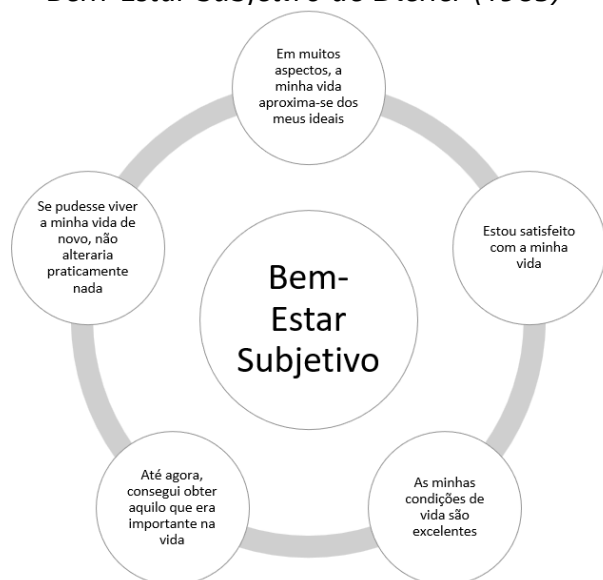 Bem-Estar Subjetivo de Diener (1985)
Em muitos
aspectos, a
minha vida
aproxima-se dos
meus ideais
Estou satisfeito
com a minha
vida
As minhas
condições de
vida são
excelentes
Até agora,
consegui obter
aquilo que era
importante na
vida
Se pudesse viver
a minha vida de
novo, não
alteraria
praticamente
nada
Bem-
Estar
Subjetivo